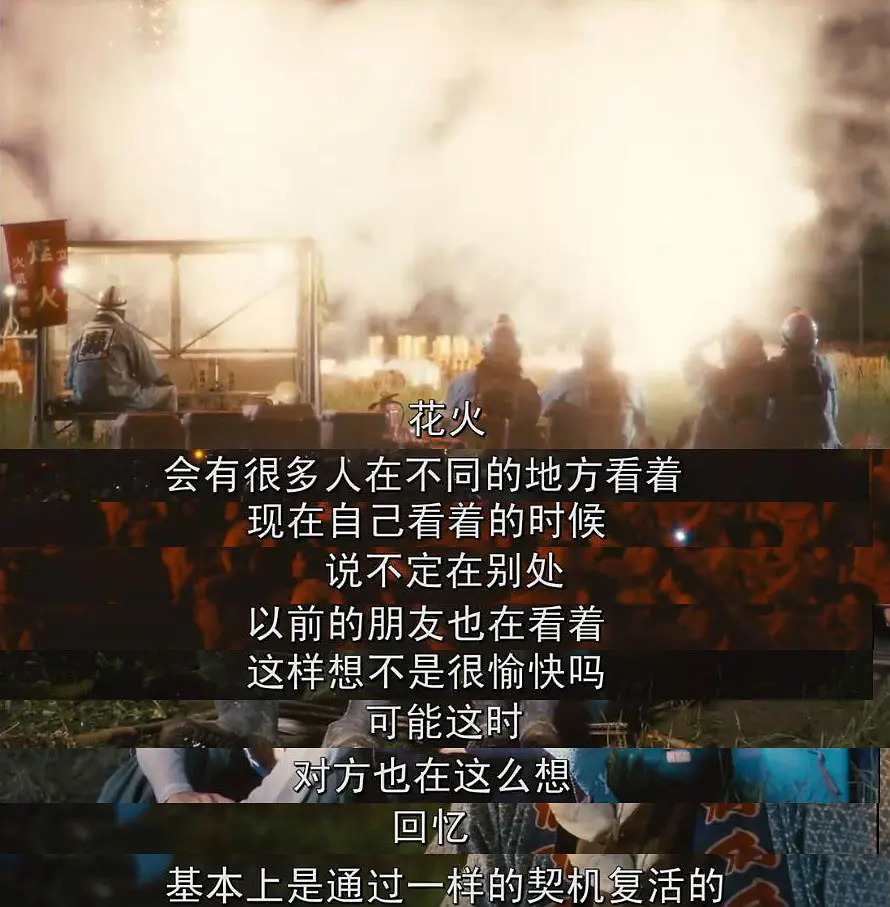 煙火
花火
会有很多人在不同的地方看着
现在自己看着的时候
说不定在别处
以前的朋友也在看着
这样想不是很愉快吗
可能这时
对方也在这么想
回忆
基本上是通过一样的契机复活的